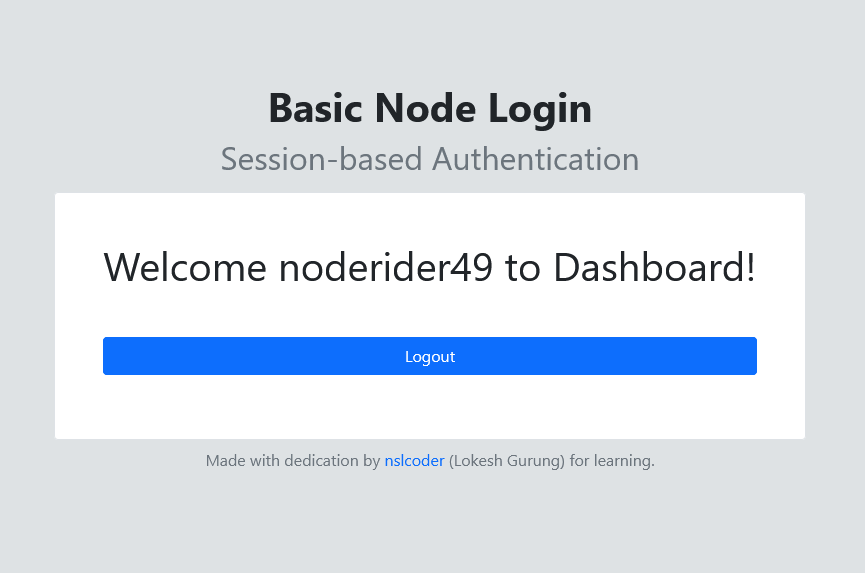 Basic Node Login
Session-based Authentication
Welcome noderider49 to Dashboard!
Logout
Made with dedication by nslcoder (Lokesh Gurung) for learning.